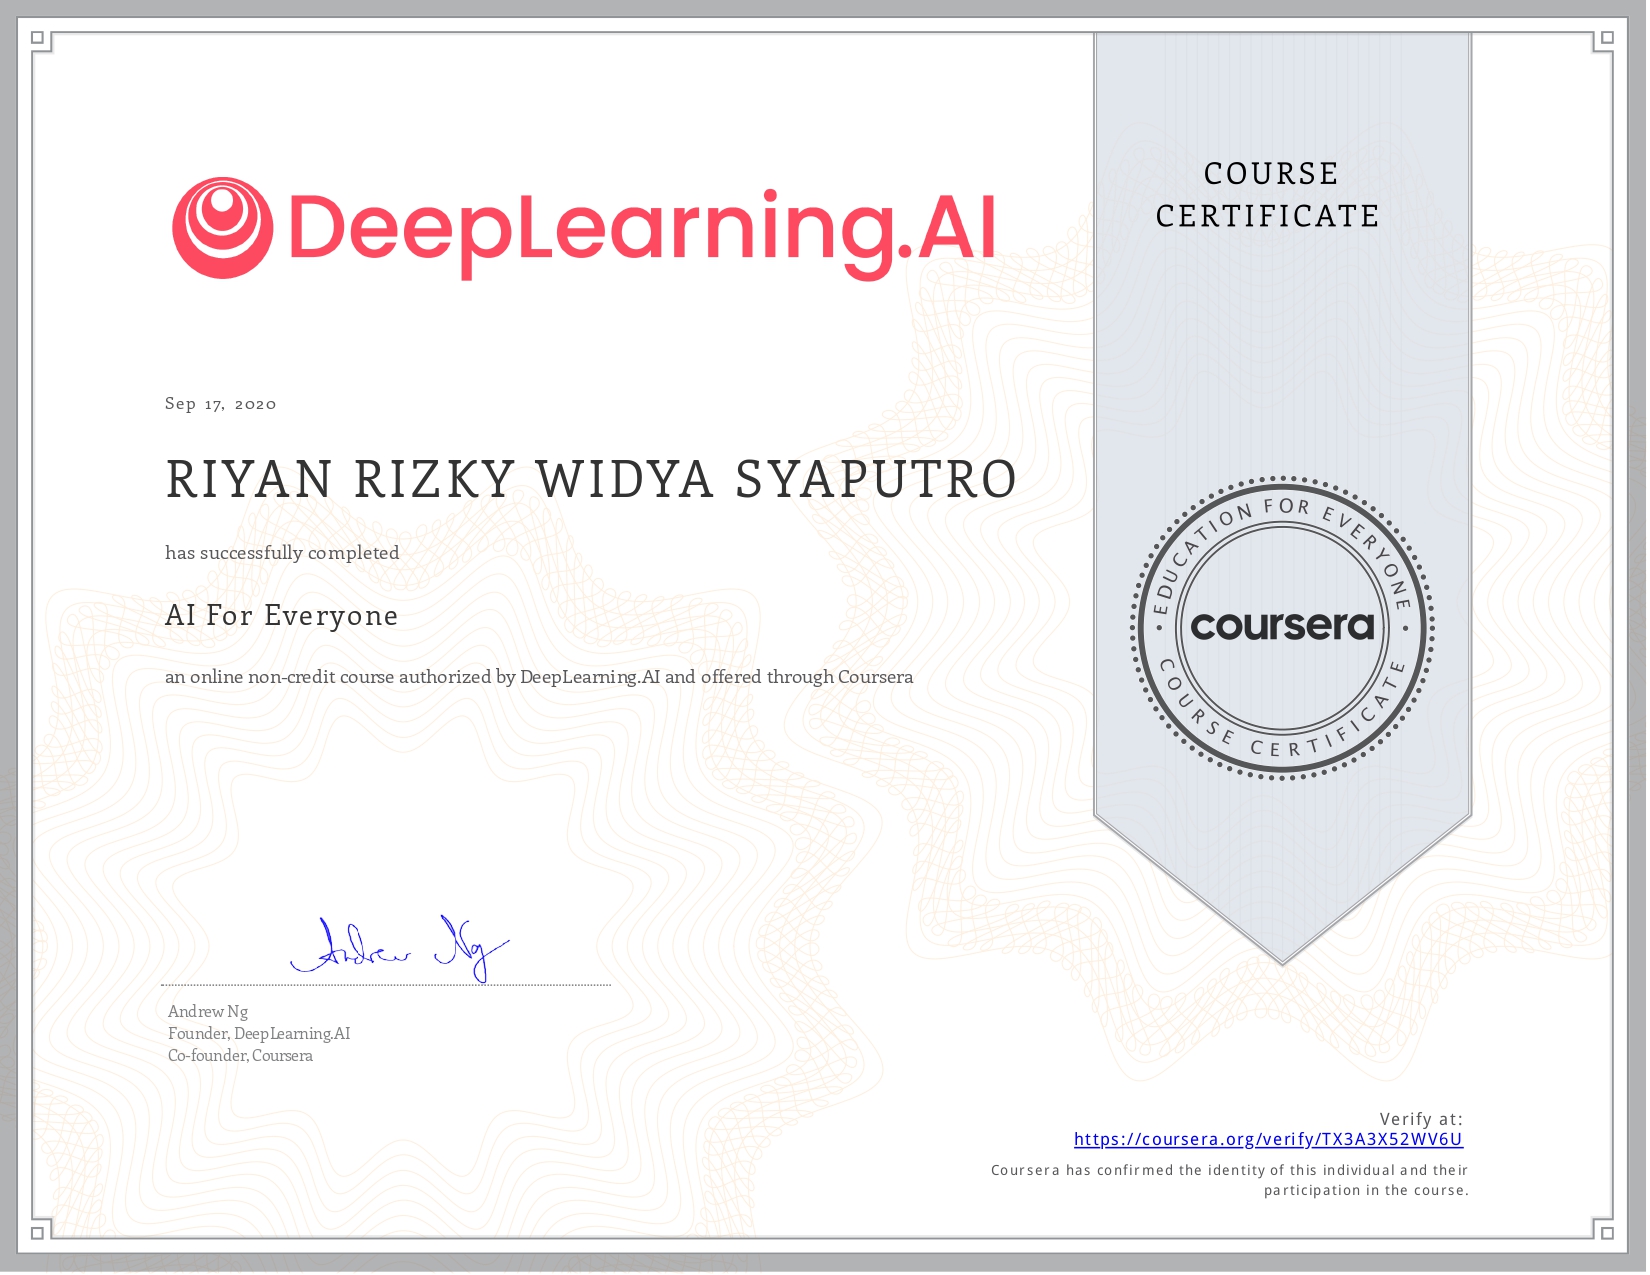 DeepLearning.AI
COURSE
CERTIFICATE
Sep 17, 2020
RIYAN RIZKY WIDYA SYAPUTRO
has successfully completed
AI For Everyone
an online non-credit course authorized by DeepLearning.AI and offered through Coursera
• EDUCATION FOR EVERYONE •
coursera
COURSE CERTIFICATE
Andrew Ng
Andrew Ng
Founder, DeepLearning.AI
Co-founder, Coursera
Verify at:
https://coursera.org/verify/TX3A3X52WV6U
Coursera has confirmed the identity of this individual and their
participation in the course.